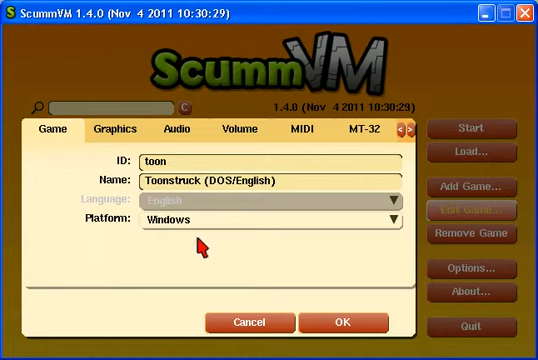 ScummVM 1.4.0 (Nov 4 2011 10:30:29)
ScummVM
C
1.4.0 (Nov 4 2011 10:30:29)
Game Graphics Audio Volume MIDI MT-32 < >
ID: toon
Name: Toonstruck (DOS/English)
Language: English
Platform: Windows
Cancel OK
Start
Load...
Add Game...
Edit Game...
Remove Game
Options...
About...
Quit